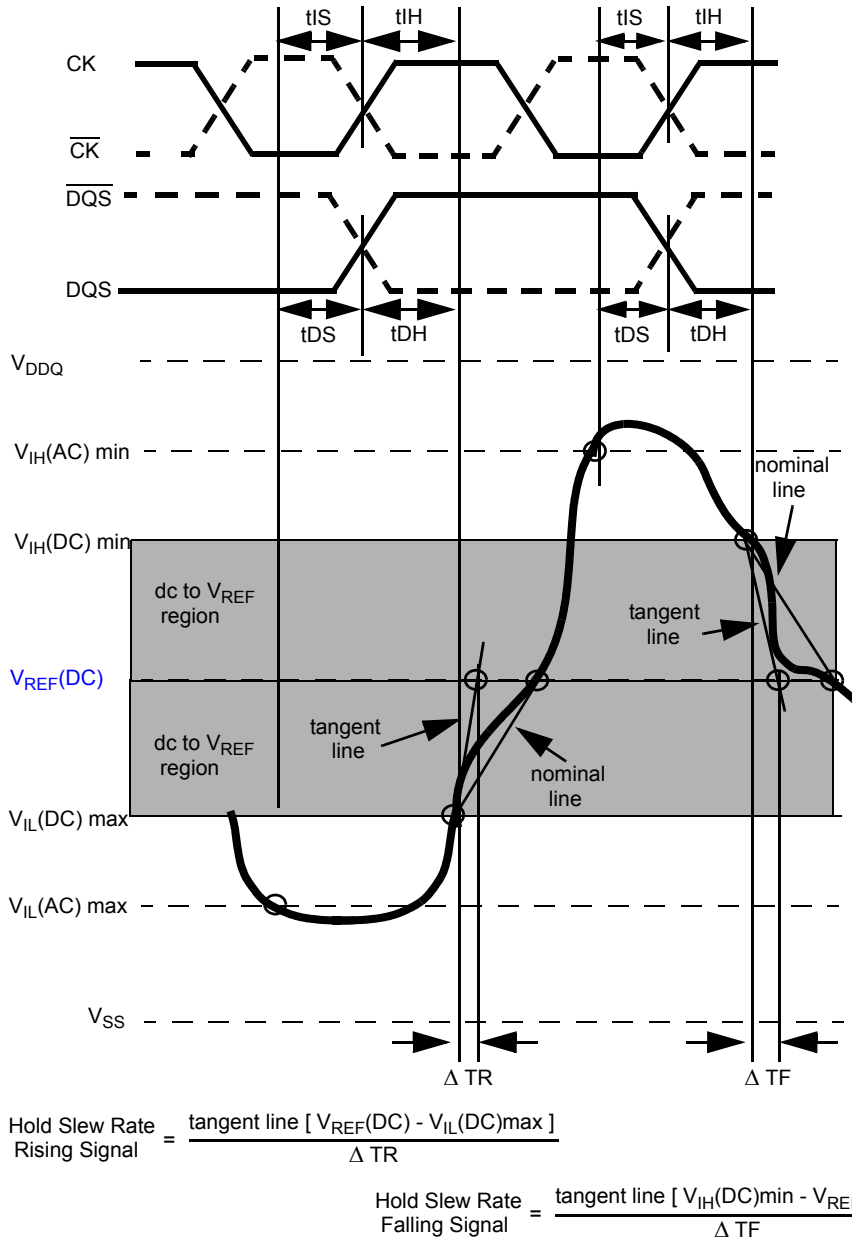 tIS tIH tIS tIH
CK
CK
DQS
DQS
tDS tDH tDS tDH
VDDQ
VIH(AC) min
nominal
line
VIH(DC) min
dc to VREF
region
tangent
line
VREF(DC)
tangent
line
dc to VREF
region
nominal
line
VIL(DC) max
VIL(AC) max
VSS
Δ TR Δ TF
Hold Slew Rate
Rising Signal
= tangent line [ VREF(DC) - VIL(DC)max ]
Δ TR
Hold Slew Rate
Falling Signal
= tangent line [ VIH(DC)min - VREF
Δ TF